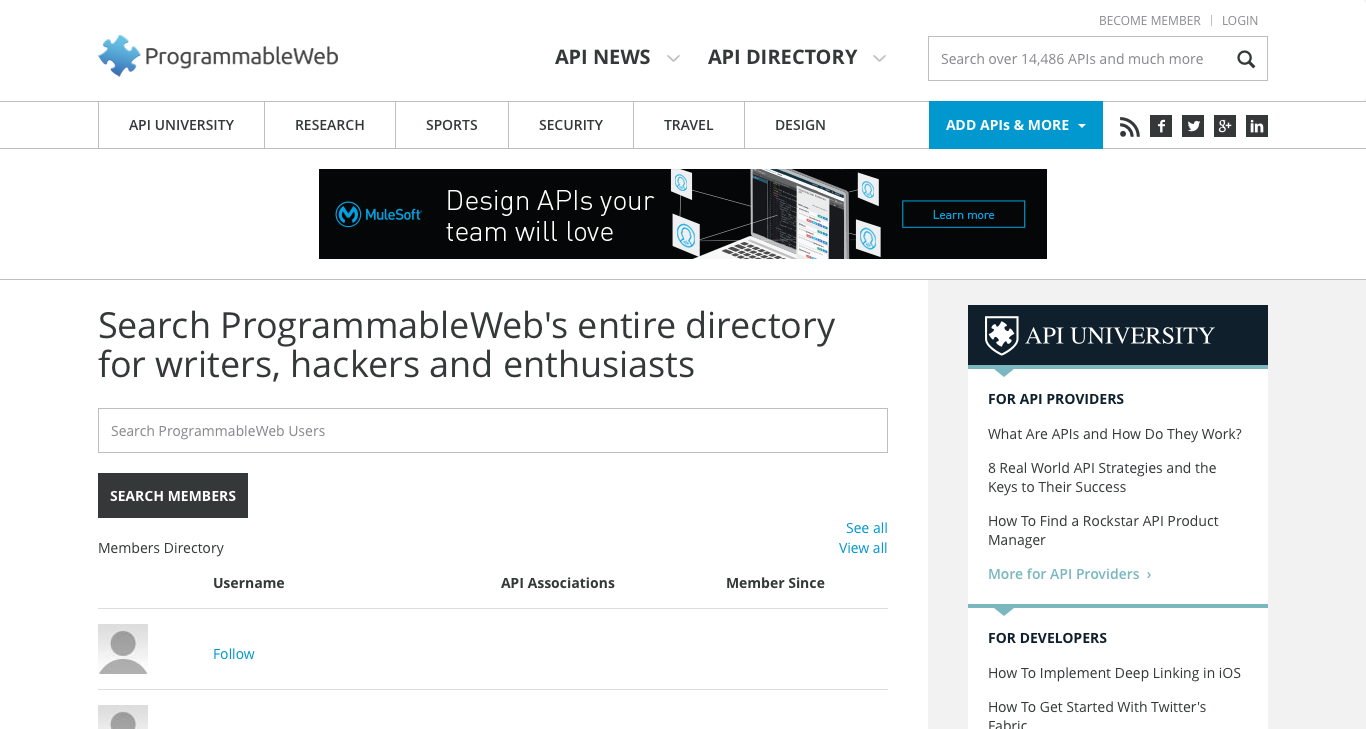 BECOME MEMBER
LOGIN
ProgrammableWeb
API NEWS
API DIRECTORY
Search over 14,486 APIs and much more
API UNIVERSITY
RESEARCH
SPORTS
SECURITY
TRAVEL
DESIGN
ADD APIs & MORE
MuleSoft
Design APIs your
team will love
Learn more
Search ProgrammableWeb's entire directory
for writers, hackers and enthusiasts
Search ProgrammableWeb Users
SEARCH MEMBERS
See all
Members Directory
View all
Username
API Associations
Member Since
Follow
API UNIVERSITY
FOR API PROVIDERS
What Are APIs and How Do They Work?
8 Real World API Strategies and the
Keys to Their Success
How To Find a Rockstar API Product
Manager
More for API Providers ›
FOR DEVELOPERS
How To Implement Deep Linking in iOS
How To Get Started With Twitter's
Fabric